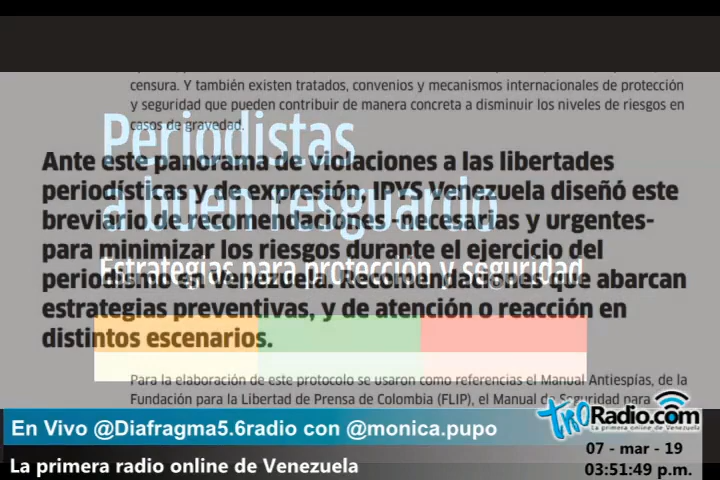 censura. Y también existen tratados, convenios y mecanismos internacionales de protección
y seguridad que pueden contribuir de manera concreta a disminuir los niveles de riesgos en
casos de gravedad.
Periodistas
a buen resguardo
Estrategias para protección y seguridad
Ante este panorama de violaciones a las libertades
periodísticas y de expresión, IPYS Venezuela diseñó este
breviario de recomendaciones -necesarias y urgentes-
para minimizar los riesgos durante el ejercicio del
periodismo en Venezuela. Recomendaciones que abarcan
estrategias preventivas, y de atención o reacción en
distintos escenarios.
Para la elaboración de este protocolo se usaron como referencias el Manual Antiespías, de la
Fundación para la Libertad de Prensa de Colombia (FLIP), el Manual de Seguridad para
En Vivo @Diafragma5.6radio con @monica.pupo
La primera radio online de Venezuela
tnoRadio.com
La primera online de Venezuela
07 - mar - 19
03:51:49 p.m.